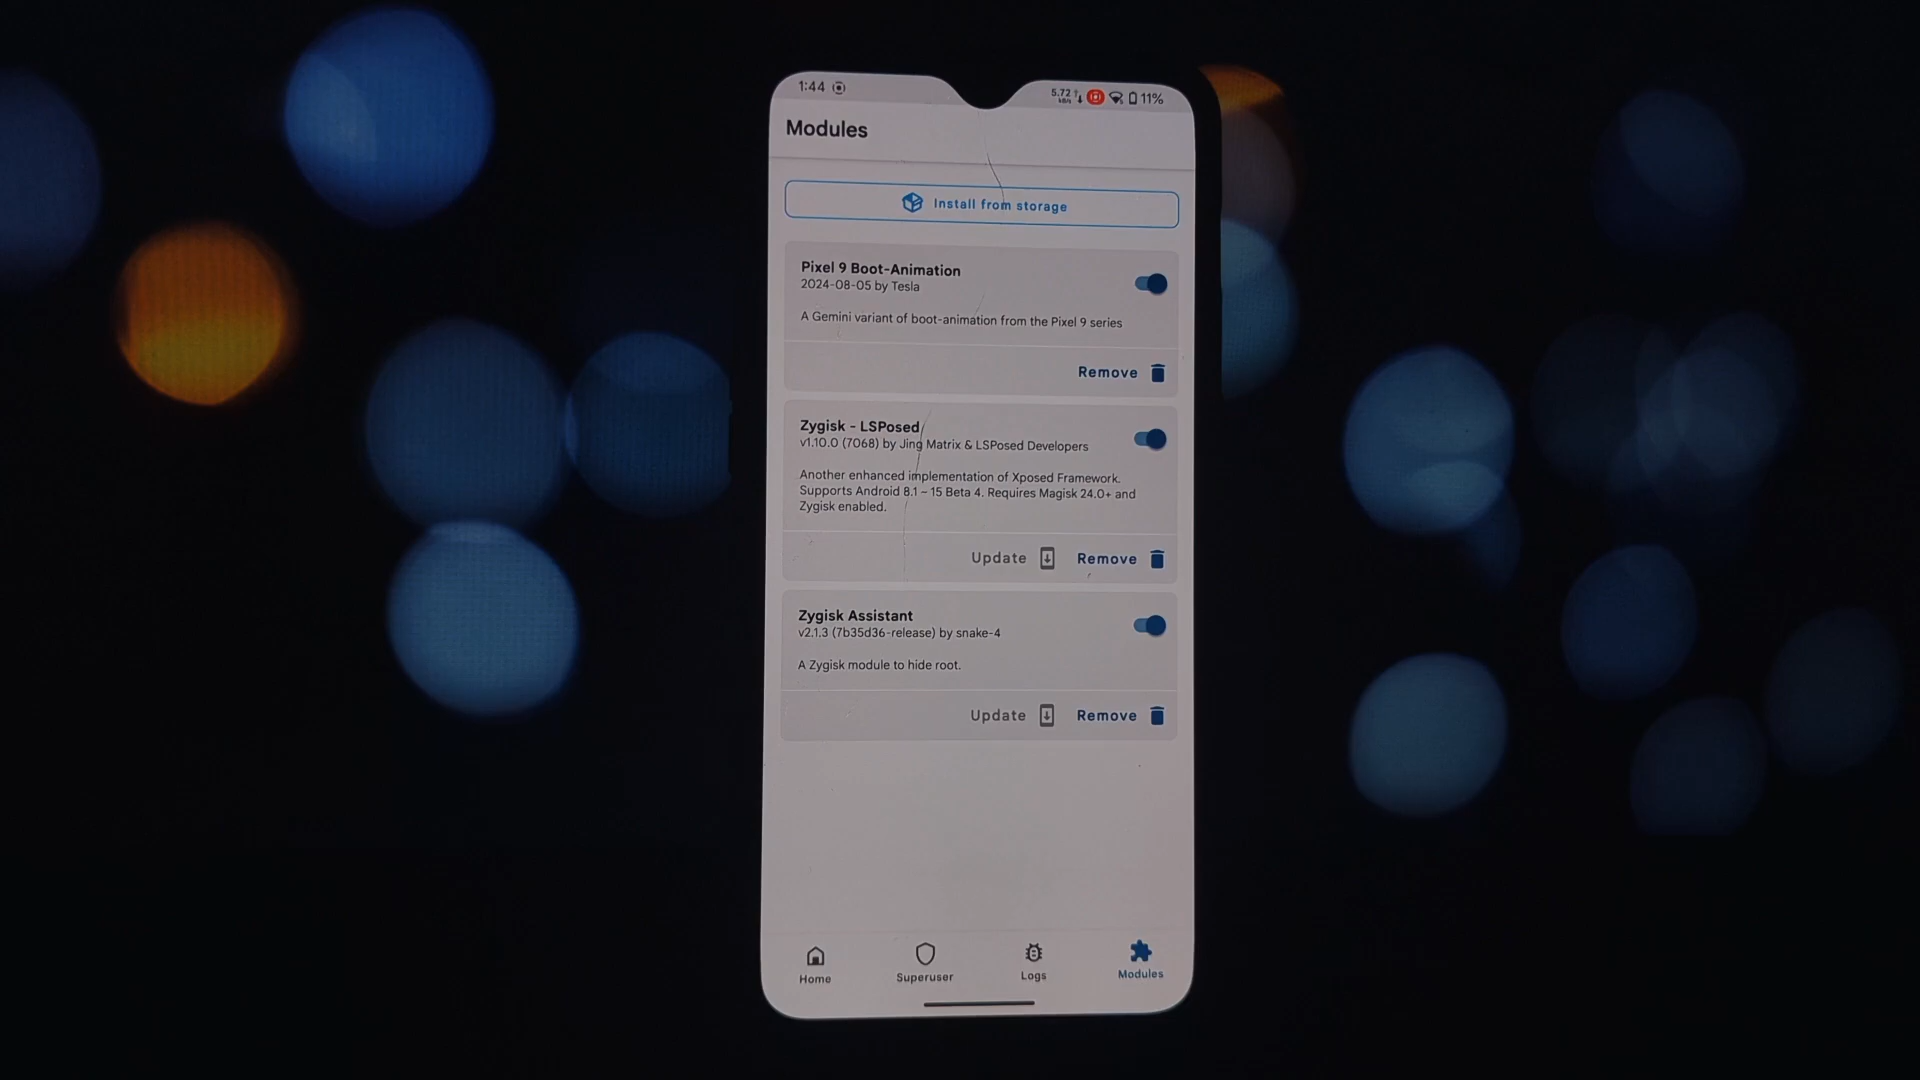 1:44
5.72
kB/s
11%
Modules
Install from storage
Pixel 9 Boot-Animation
2024-08-05 by Tesla
A Gemini variant of boot-animation from the Pixel 9 series
Remove
Zygisk - LSPosed
v1.10.0 (7068) by Jing Matrix & LSPosed Developers
Another enhanced implementation of Xposed Framework.
Supports Android 8.1 – 15 Beta 4. Requires Magisk 24.0+ and
Zygisk enabled.
Update Remove
Zygisk Assistant
v2.1.3 (7b35d36-release) by snake-4
A Zygisk module to hide root.
Update Remove
Home Superuser Logs Modules